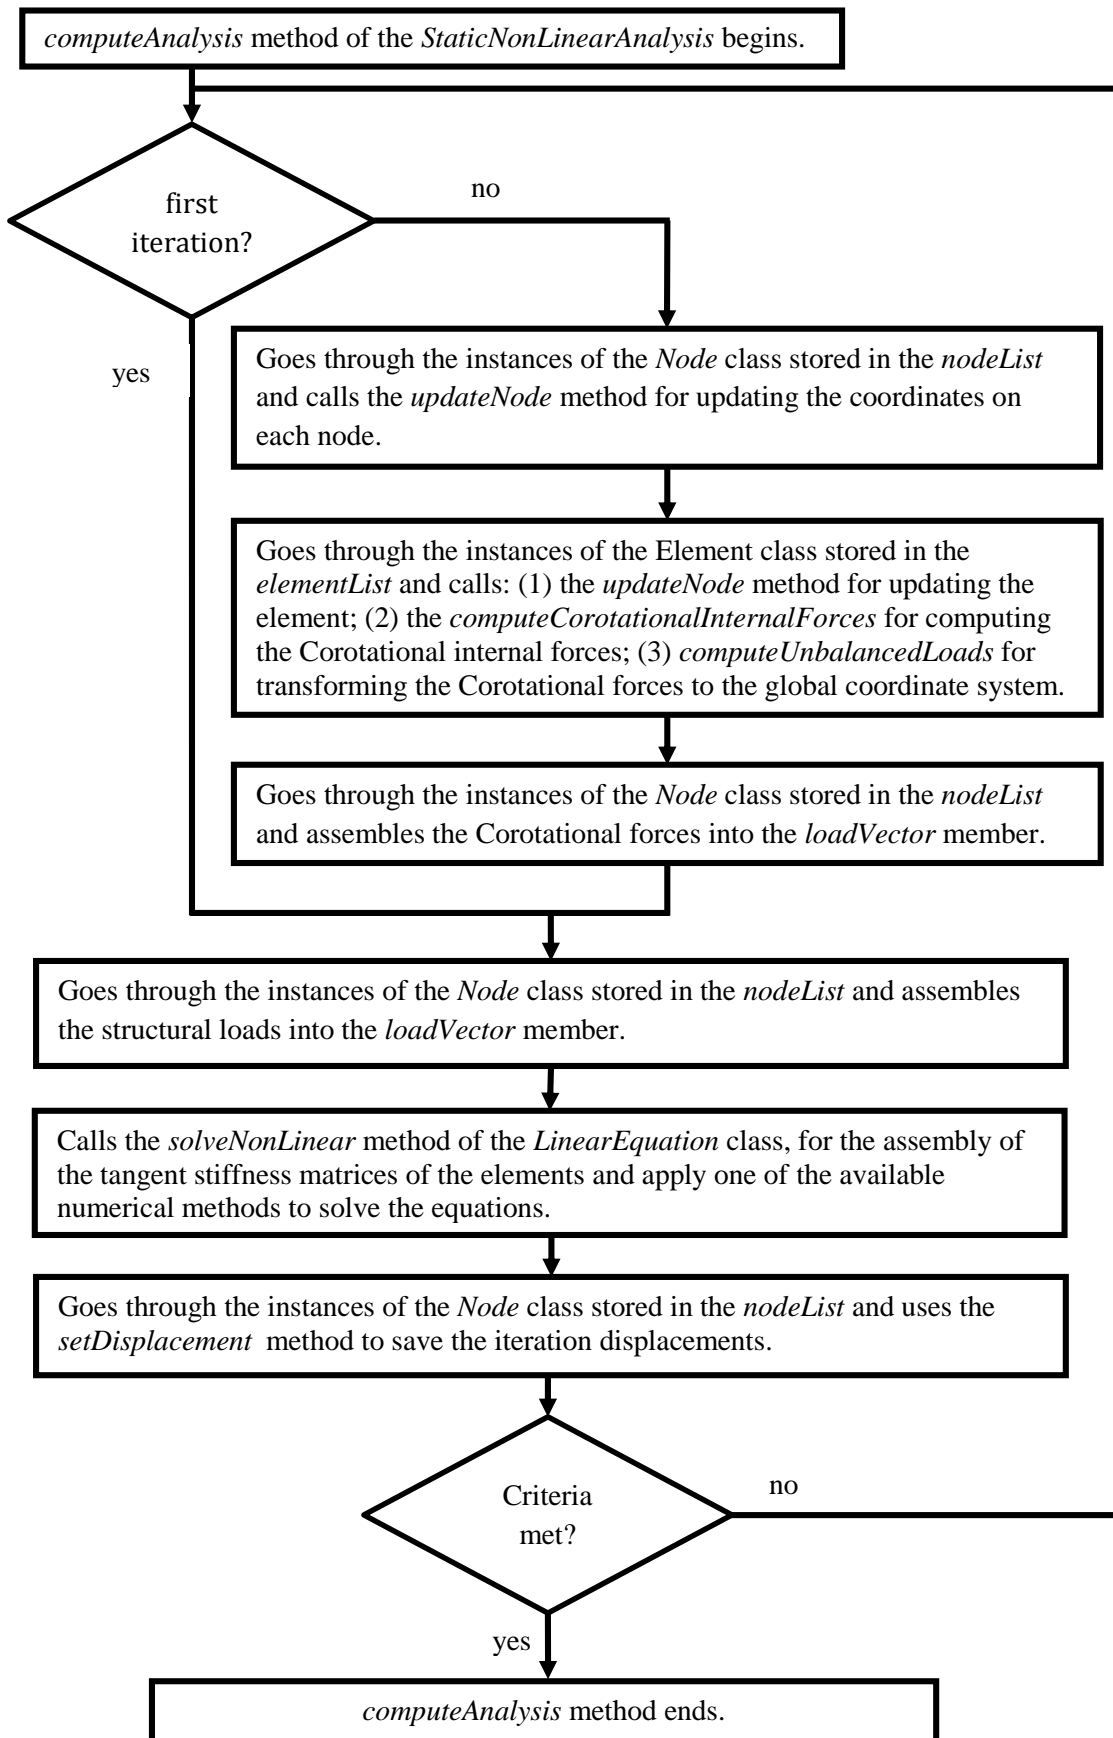 computeAnalysis method of the StaticNonLinearAnalysis begins.
first
iteration?
no
yes
Goes through the instances of the Node class stored in the nodeList
and calls the updateNode method for updating the coordinates on
each node.
Goes through the instances of the Element class stored in the
elementList and calls: (1) the updateNode method for updating the
element; (2) the computeCorotationalInternalForces for computing
the Corotational internal forces; (3) computeUnbalancedLoads for
transforming the Corotational forces to the global coordinate system.
Goes through the instances of the Node class stored in the nodeList
and assembles the Corotational forces into the loadVector member.
Goes through the instances of the Node class stored in the nodeList and assembles
the structural loads into the loadVector member.
Calls the solveNonLinear method of the LinearEquation class, for the assembly of
the tangent stiffness matrices of the elements and apply one of the available
numerical methods to solve the equations.
Goes through the instances of the Node class stored in the nodeList and uses the
setDisplacement method to save the iteration displacements.
Criteria
met?
no
yes
computeAnalysis method ends.